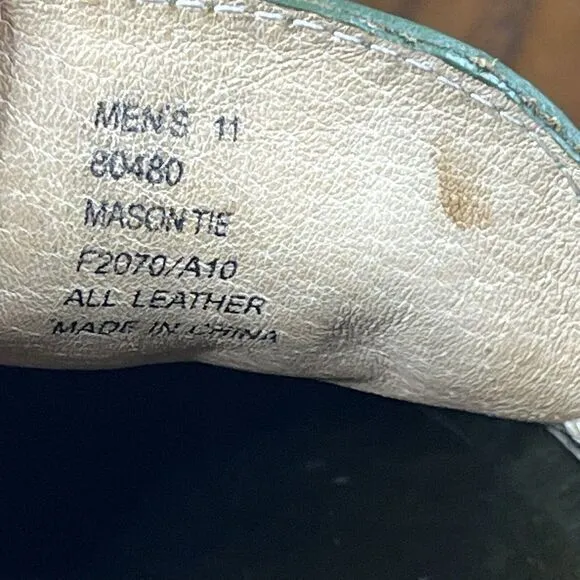 MEN'S 11
80480
MASON TIE
F2070/A10
ALL LEATHER
MADE IN CHINA